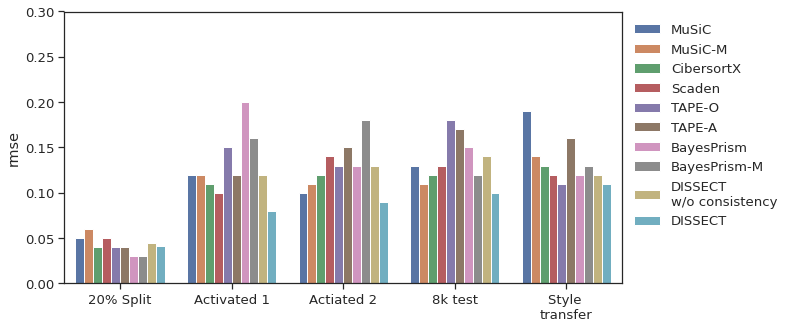 0.30
0.25
0.20
0.15
0.10
0.05
0.00
rmse
20% Split
Activated 1
Actiated 2
8k test
Style
transfer
MuSiC
MuSiC-M
CibersortX
Scaden
TAPE-O
TAPE-A
BayesPrism
BayesPrism-M
DISSECT
w/o consistency
DISSECT